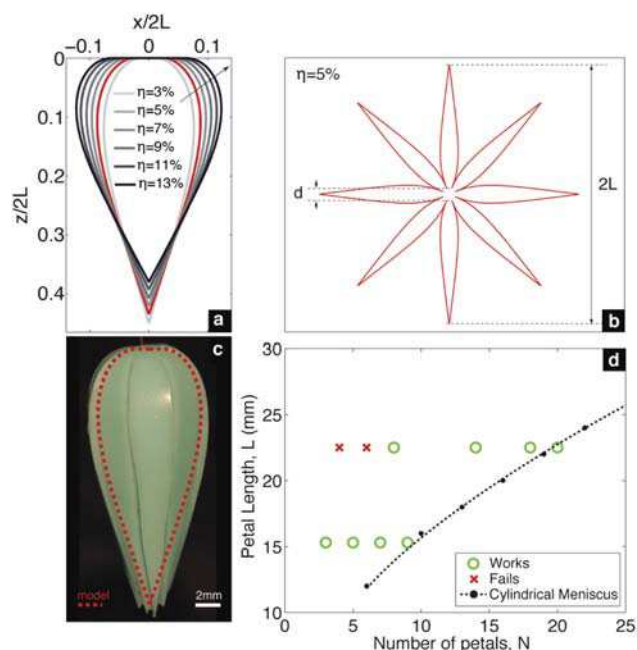 x/2L
−0.1 0 0.1
0
0.1
0.2
0.3
0.4
z/2L
η=3%
η=5%
η=7%
η=9%
η=11%
η=13%
a
η=5%
d
2L
b
c
model
2mm
d
30
25
20
15
10
Petal Length, L (mm)
Works
Fails
Cylindrical Meniscus
0 5 10 15 20 25
Number of petals, N